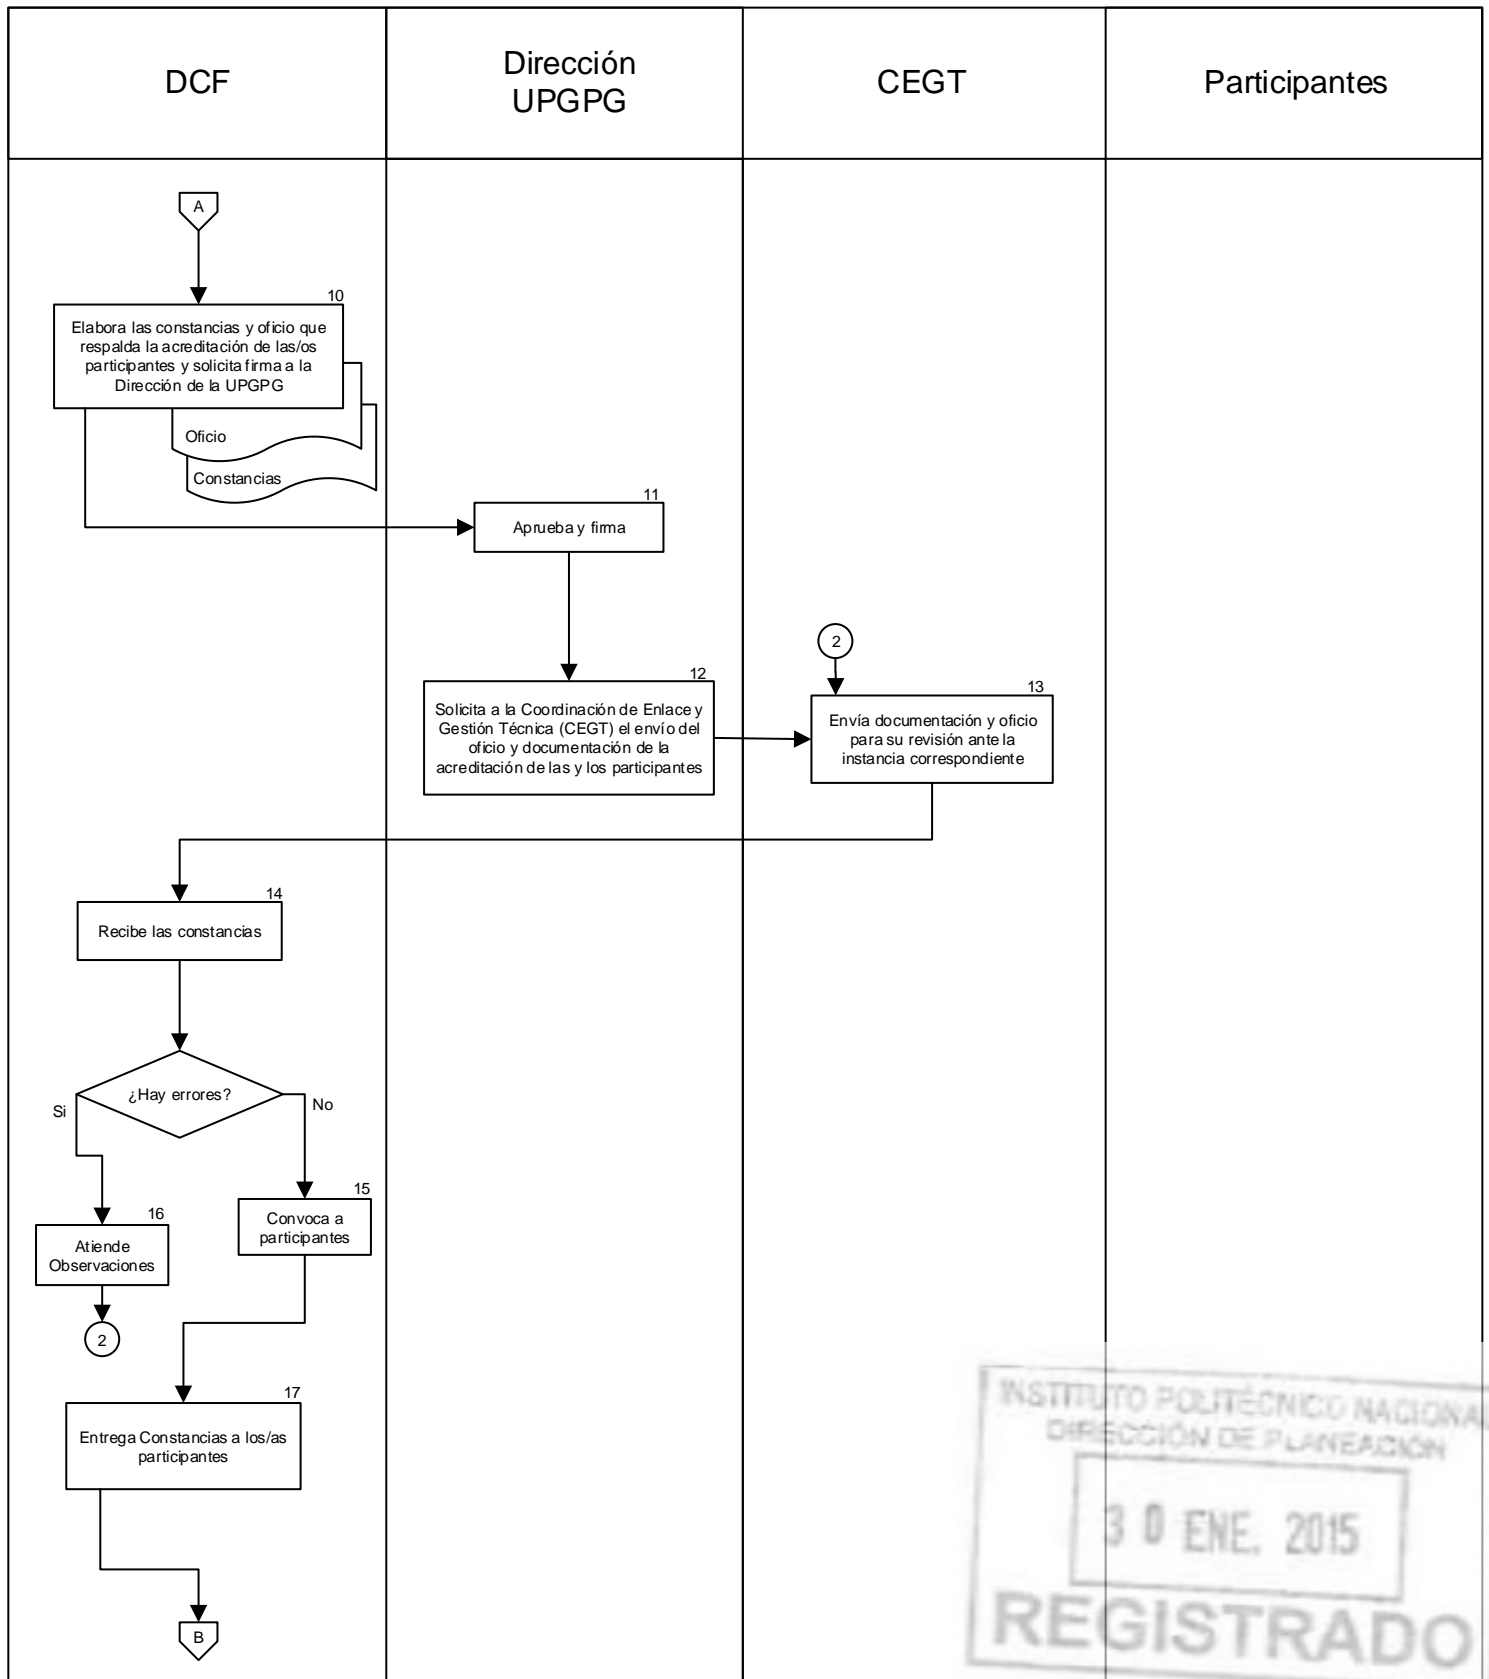 DCF
Dirección
UPGPG
CEGT
Participantes
A
10
Elabora las constancias y oficio que
respalda la acreditación de las/os
participantes y solicita firma a la
Dirección de la UPGPG
Oficio
Constancias
11
Aprueba y firma
12
Solicita a la Coordinación de Enlace y
Gestión Técnica (CEGT) el envío del
oficio y documentación de la
acreditación de las y los participantes
2
13
Envía documentación y oficio
para su revisión ante la
instancia correspondiente
14
Recibe las constancias
¿Hay errores?
Si
No
15
Convoca a
participantes
16
Atiende
Observaciones
2
17
Entrega Constancias a los/as
participantes
B
INSTITUTO POLITÉCNICO NACIONAL
DIRECCIÓN DE PLANEACIÓN
30 ENE. 2015
REGISTRADO